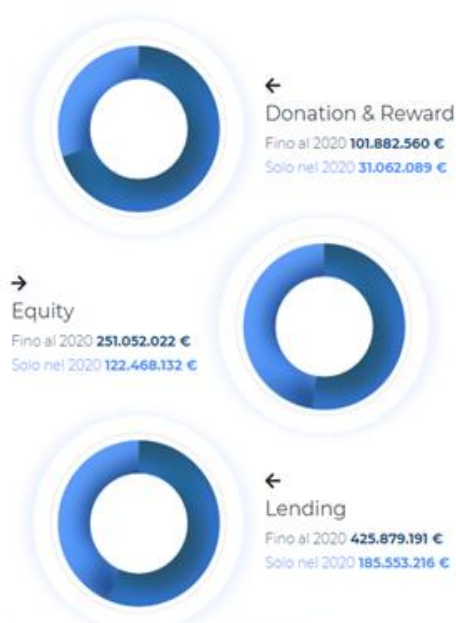 Donation & Reward
Fino al 2020 101.882.560 €
Solo nel 2020 31.062.089 €
Equity
Fino al 2020 251.052.022 €
Solo nel 2020 122.468.132 €
Lending
Fino al 2020 425.879.191 €
Solo nel 2020 185.553.216 €